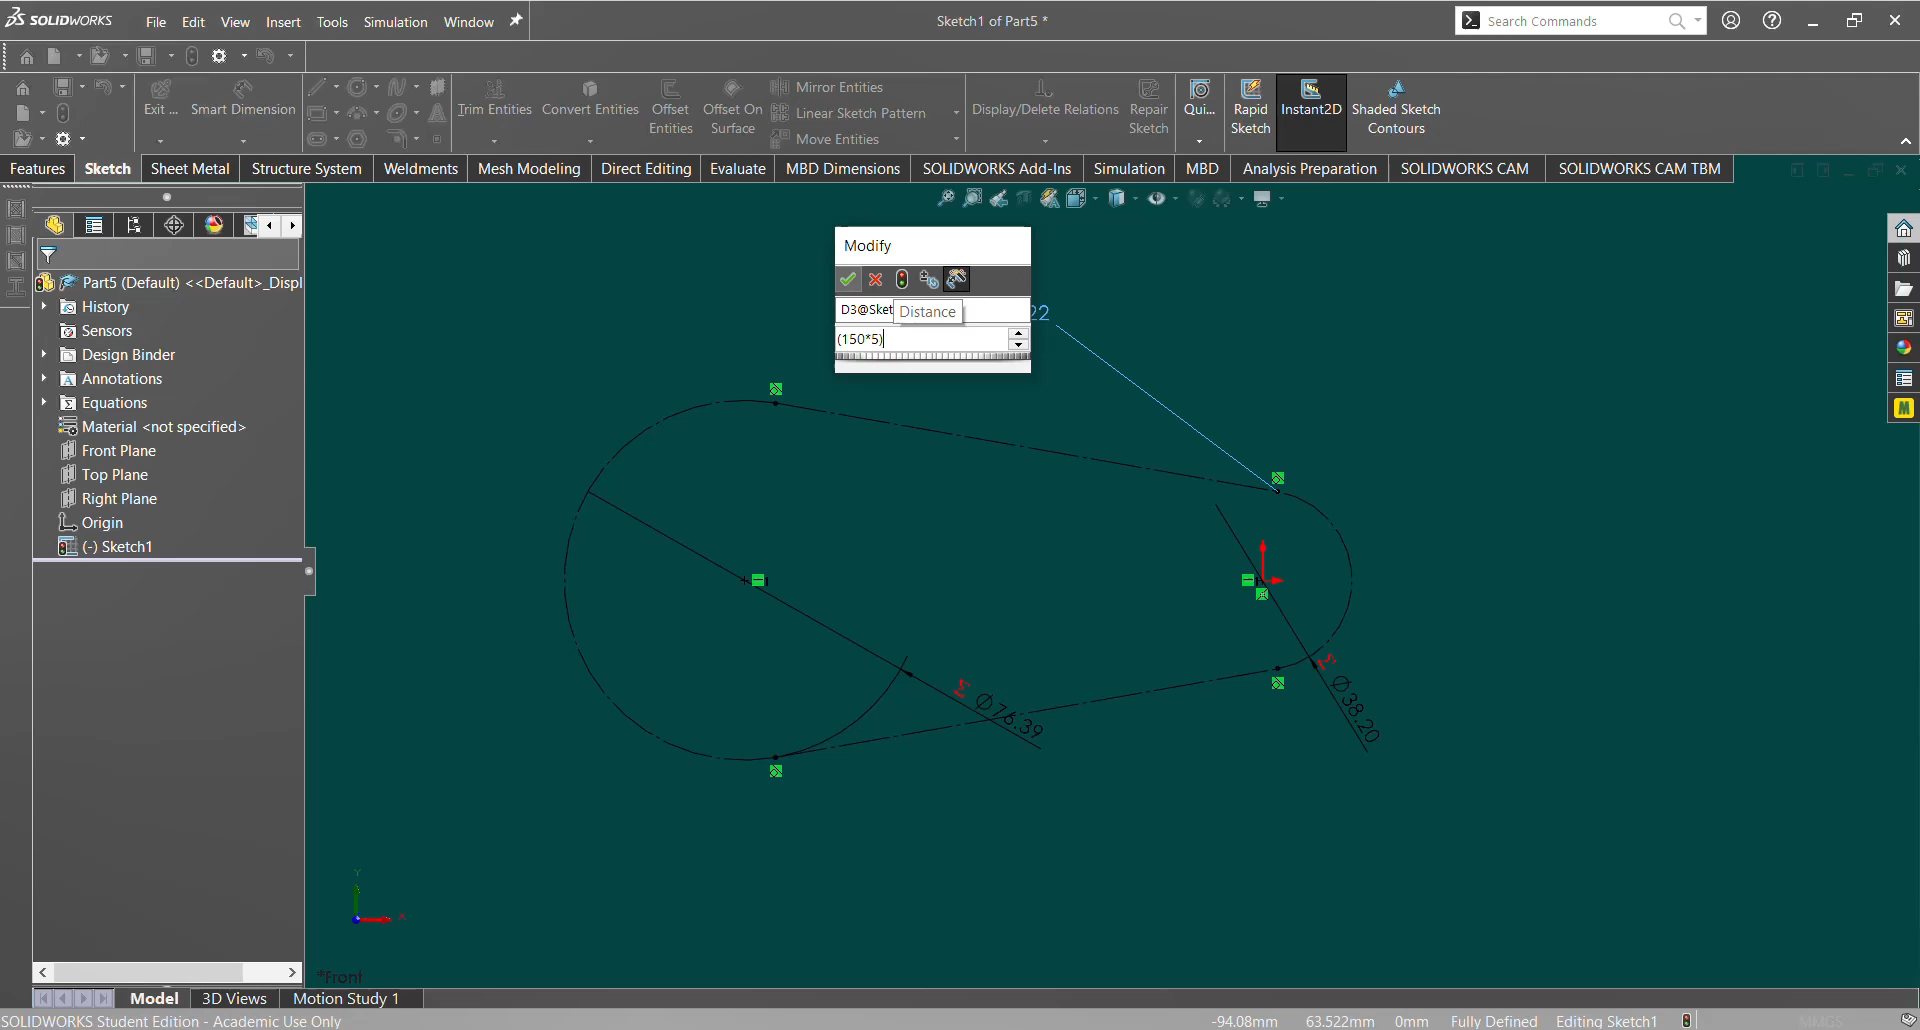 SOLIDWORKS File Edit View Insert Tools Simulation Window
Sketch1 of Part5 *
Search Commands
Exit ...
Smart Dimension
Trim Entities
Convert Entities
Offset
Entities
Offset On
Surface
Mirror Entities
Linear Sketch Pattern
Move Entities
Display/Delete Relations
Repair
Sketch
Qui...
Rapid
Sketch
Instant2D
Shaded Sketch
Contours
Features Sketch Sheet Metal Structure System Weldments Mesh Modeling Direct Editing Evaluate MBD Dimensions SOLIDWORKS Add-Ins Simulation MBD Analysis Preparation SOLIDWORKS CAM SOLIDWORKS CAM TBM
Part5 (Default) <<Default>_Displ
History
Sensors
Design Binder
Annotations
Equations
Material <not specified>
Front Plane
Top Plane
Right Plane
Origin
(-) Sketch1
Modify
D3@Sket
Distance
(150*5)
22
Σ Ø76.39
Σ Ø38.20
Y
X
*Front
Model 3D Views Motion Study 1
SOLIDWORKS Student Edition - Academic Use Only
-94.08mm 63.522mm 0mm Fully Defined Editing Sketch1 MMGS